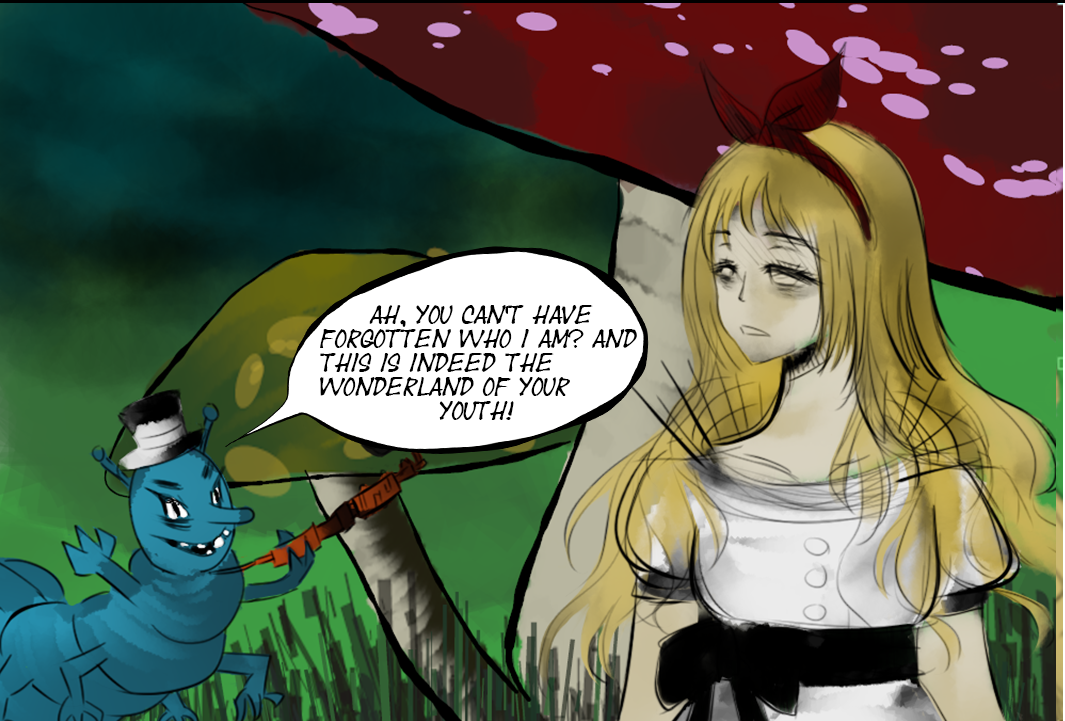 AH, YOU CAN'T HAVE
FORGOTTEN WHO I AM? AND
THIS IS INDEED THE
WONDERLAND OF YOUR
YOUTH!